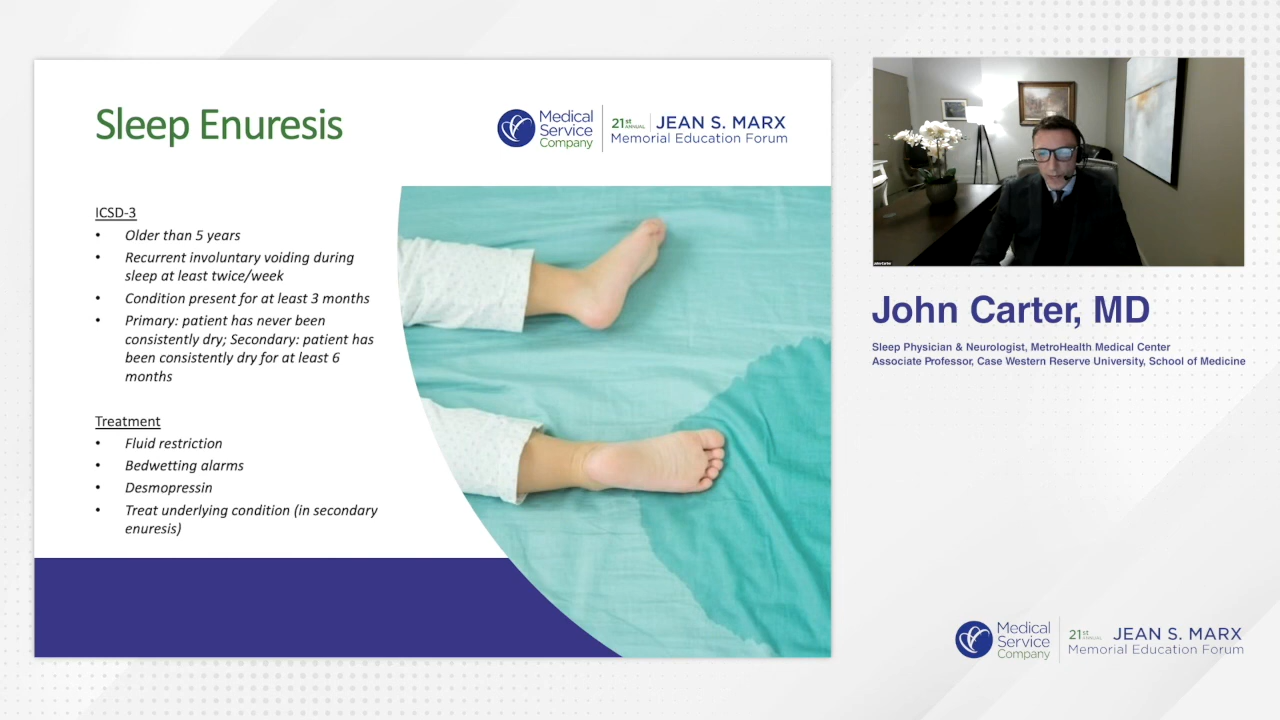 Sleep Enuresis
Medical
Service
Company
21st
ANNUAL
JEAN S. MARX
Memorial Education Forum
ICSD-3
• Older than 5 years
• Recurrent involuntary voiding during
sleep at least twice/week
• Condition present for at least 3 months
• Primary: patient has never been
consistently dry; Secondary: patient has
been consistently dry for at least 6
months
Treatment
• Fluid restriction
• Bedwetting alarms
• Desmopressin
• Treat underlying condition (in secondary
enuresis)
John Carter
John Carter, MD
Sleep Physician & Neurologist, MetroHealth Medical Center
Associate Professor, Case Western Reserve University, School of Medicine
Medical
Service
Company
21st
ANNUAL
JEAN S. MARX
Memorial Education Forum